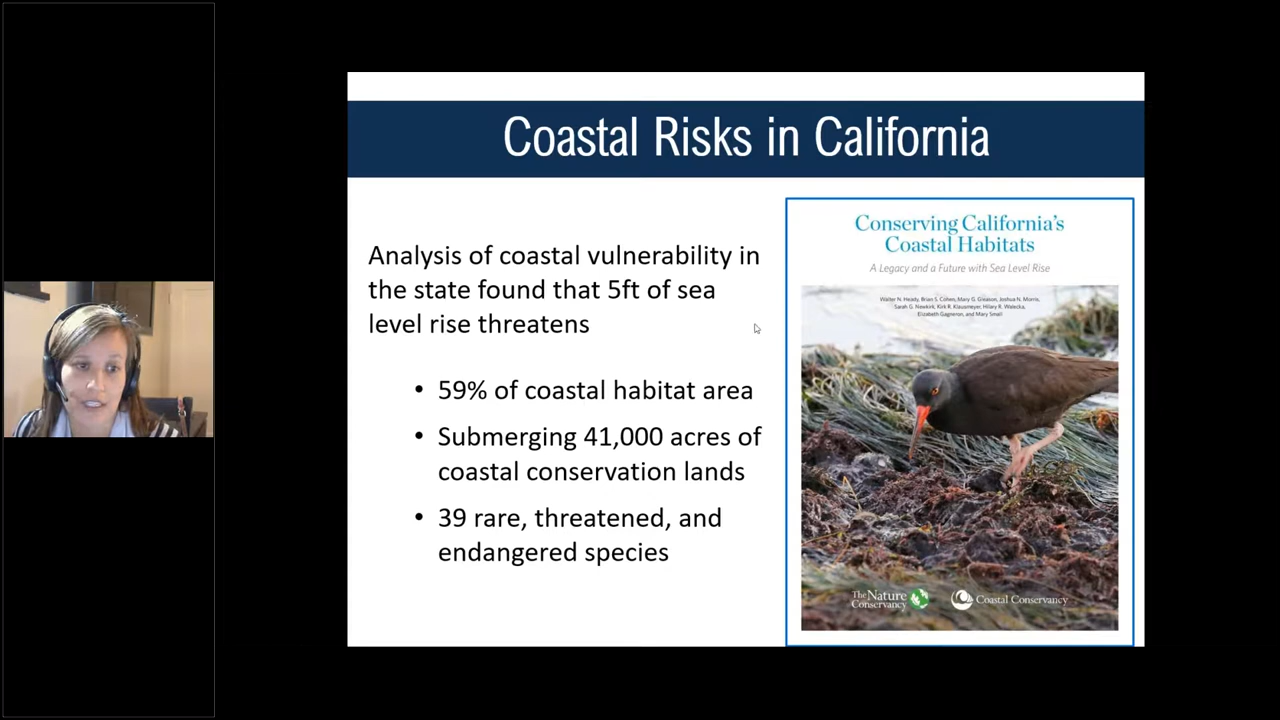 Coastal Risks in California
Analysis of coastal vulnerability in
the state found that 5ft of sea
level rise threatens
• 59% of coastal habitat area
• Submerging 41,000 acres of
coastal conservation lands
• 39 rare, threatened, and
endangered species
Conserving California's
Coastal Habitats
A Legacy and a Future with Sea Level Rise
Walter N. Heady, Brian S. Cohen, Mary G. Gleason, Joshua N. Morris,
Sarah G. Newkirk, Kirk R. Klausmeyer, Hilary R. Walecka,
Elizabeth Gagneron, and Mary Small
The Nature
Conservancy
Coastal Conservancy